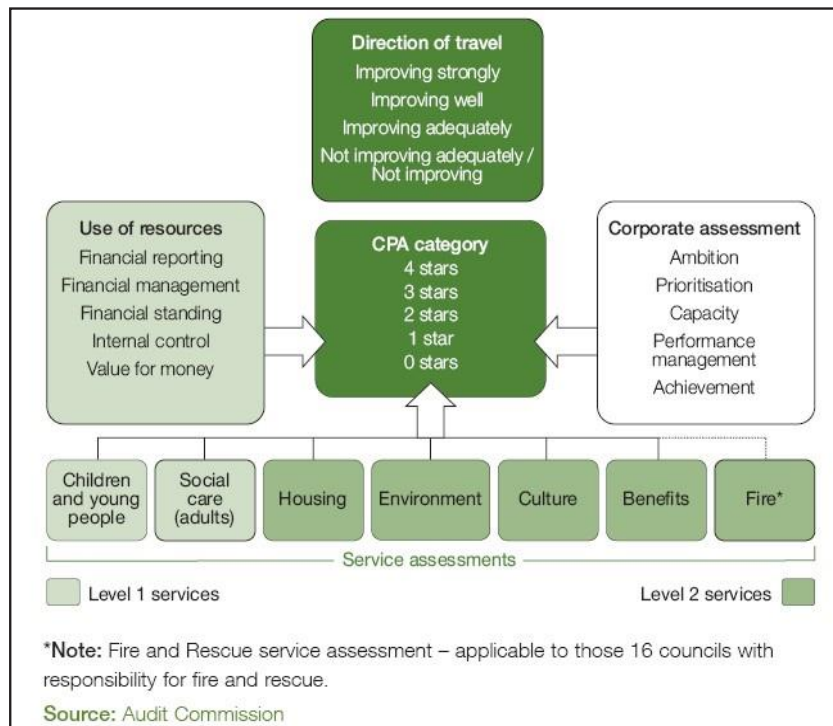 Direction of travel
Improving strongly
Improving well
Improving adequately
Not improving adequately /
Not improving
Use of resources
Financial reporting
Financial management
Financial standing
Internal control
Value for money
CPA category
4 stars
3 stars
2 stars
1 star
0 stars
Corporate assessment
Ambition
Prioritisation
Capacity
Performance
management
Achievement
Children
and young
people
Social
care
(adults)
Housing
Environment
Culture
Benefits
Fire*
Service assessments
Level 1 services
Level 2 services
*Note: Fire and Rescue service assessment – applicable to those 16 councils with
responsibility for fire and rescue.
Source: Audit Commission